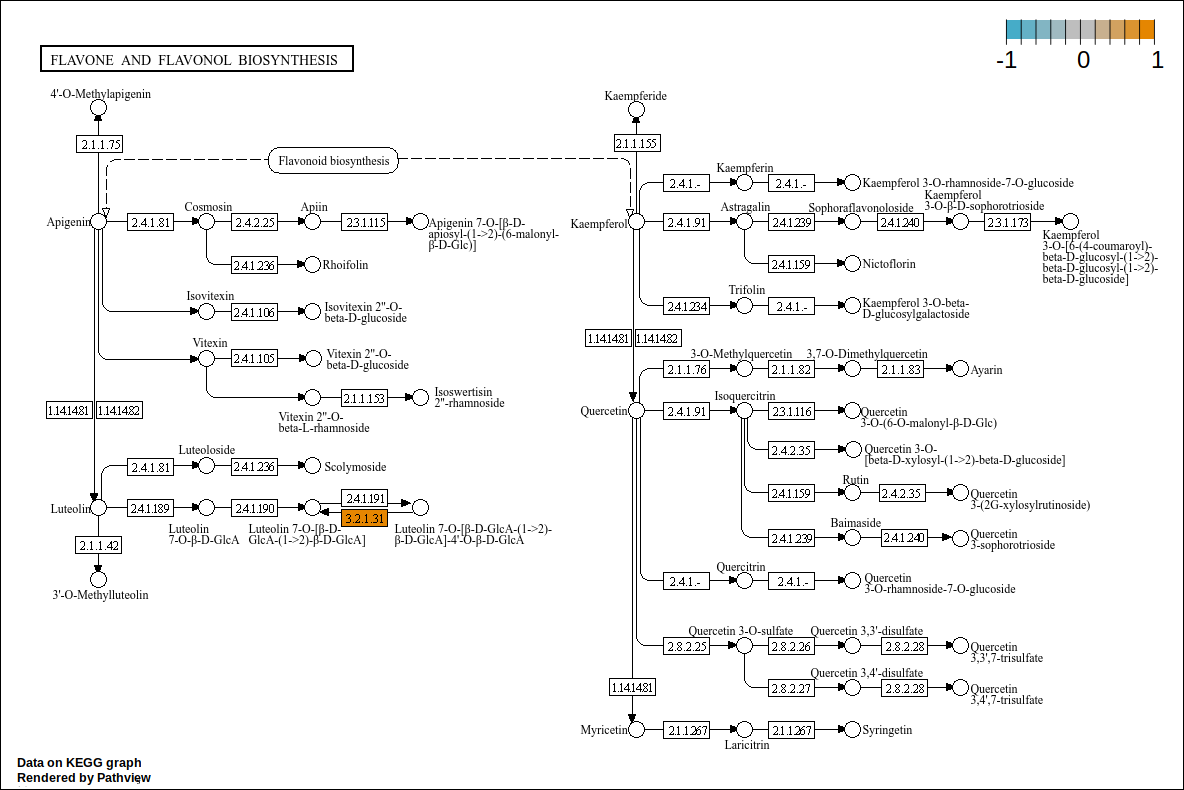 -1 0 1
FLAVONE AND FLAVONOL BIOSYNTHESIS
4'-O-Methylapigenin
Kaempferide
2.1.1.75
2.1.1.155
Flavonoid biosynthesis
Kaempferin
2.4.1.-
2.4.1.-
Kaempferol 3-O-rhamnoside-7-O-glucoside
Apigenin
2.4.1.81
Cosmosin
2.4.2.25
Apiin
2.3.1.115
Apigenin 7-O-[β-D-
apiosyl-(1->2)-(6-malonyl-
β-D-Glc)]
Kaempferol
2.4.1.91
Astragalin
2.4.1.239
Sophoraflavonoloside
2.4.1.240
Kaempferol
3-O-β-D-sophorotrioside
2.3.1.173
Kaempferol
3-O-[6-(4-coumaroyl)-
beta-D-glucosyl-(1->2)-
beta-D-glucosyl-(1->2)-
beta-D-glucoside]
2.4.1.236
Rhoifolin
2.4.1.159
Nictoflorin
Isovitexin
2.4.1.106
Isovitexin 2"-O-
beta-D-glucoside
Trifolin
2.4.1.234
2.4.1.-
Kaempferol 3-O-beta-
D-glucosylgalactoside
1.14.14.81
1.14.14.82
Vitexin
2.4.1.105
Vitexin 2"-O-
beta-D-glucoside
3-O-Methylquercetin
3,7-O-Dimethylquercetin
2.1.1.76
2.1.1.82
2.1.1.83
Ayarin
2.1.1.153
Isoswertisin
2"-rhamnoside
Vitexin 2"-O-
beta-L-rhamnoside
1.14.14.81
1.14.14.82
Quercetin
2.4.1.91
Isoquercitrin
2.3.1.116
Quercetin
3-O-(6-O-malonyl-β-D-Glc)
2.4.2.35
Quercetin 3-O-
[beta-D-xylosyl-(1->2)-beta-D-glucoside]
Luteoloside
2.4.1.81
2.4.1.236
Scolymoside
2.4.1.159
Rutin
2.4.2.35
Quercetin
3-(2G-xylosylrutinoside)
Luteolin
2.4.1.189
2.4.1.190
2.4.1.191
3.2.1.31
Luteolin
7-O-β-D-GlcA
Luteolin 7-O-[β-D-
GlcA-(1->2)-β-D-GlcA]
Luteolin 7-O-[β-D-GlcA-(1->2)-
β-D-GlcA]-4'-O-β-D-GlcA
2.4.1.239
Baimaside
2.4.1.240
Quercetin
3-sophorotrioside
2.1.1.42
3'-O-Methylluteolin
2.4.1.-
Quercitrin
2.4.1.-
Quercetin
3-O-rhamnoside-7-O-glucoside
Quercetin 3-O-sulfate
Quercetin 3,3'-disulfate
2.8.2.25
2.8.2.26
2.8.2.28
Quercetin
3,3',7-trisulfate
Quercetin 3,4'-disulfate
1.14.14.81
2.8.2.27
2.8.2.28
Quercetin
3,4',7-trisulfate
Myricetin
2.1.1.267
Laricitrin
2.1.1.267
Syringetin
Data on KEGG graph
Rendered by Pathview